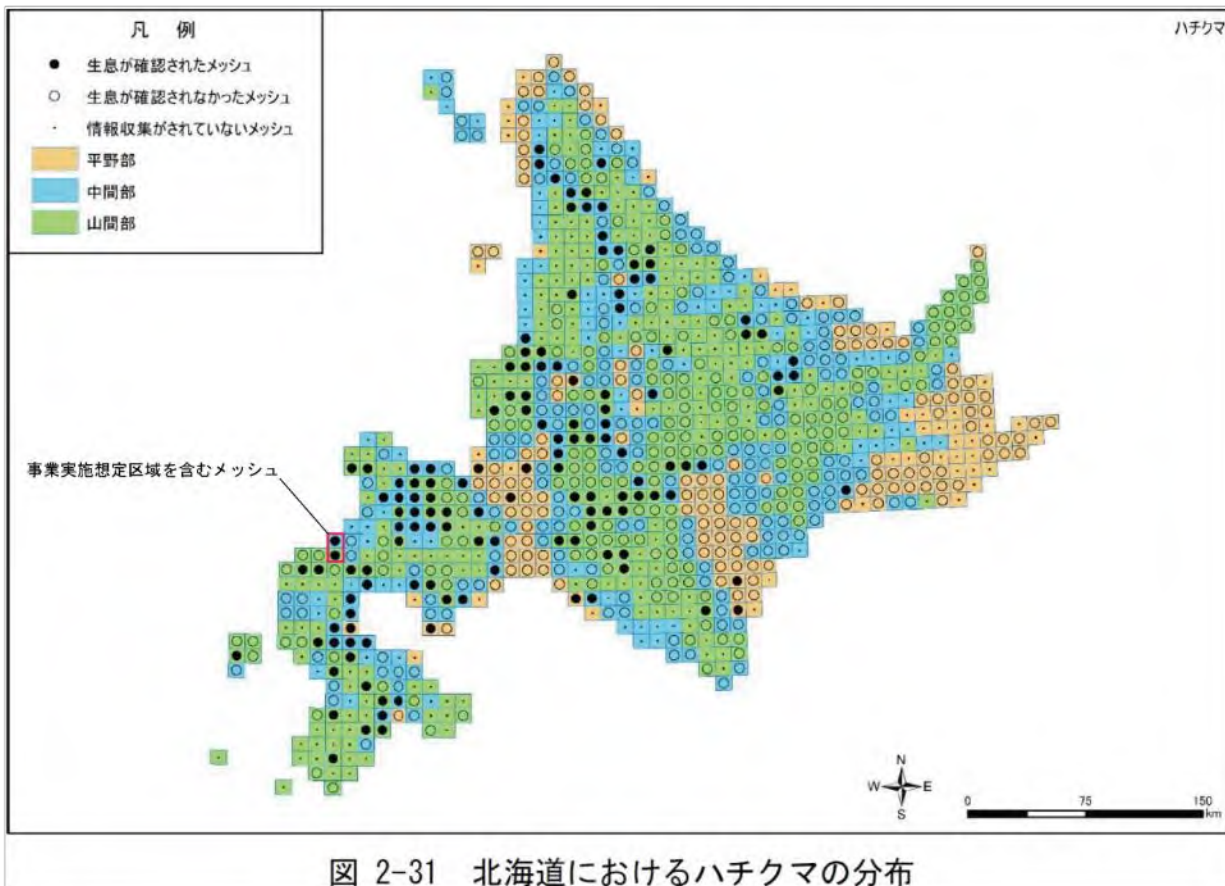 凡 例
● 生息が確認されたメッシュ
○ 生息が確認されなかったメッシュ
・ 情報収集がされていないメッシュ
平野部
中間部
山間部
ハチクマ
事業実施想定区域を含むメッシュ
N
W E
S
0 75 150
km
図 2-31 北海道におけるハチクマの分布